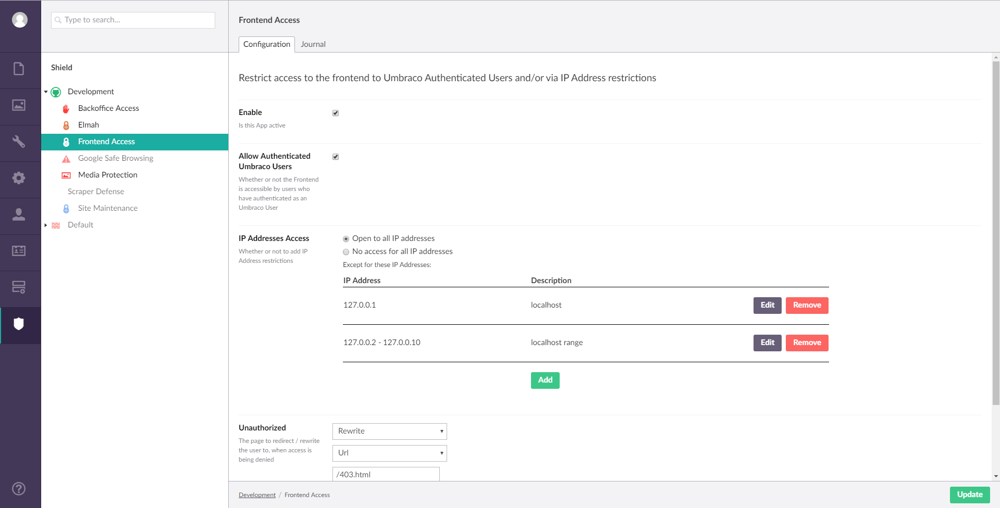 Type to search...
Shield
Development
Backoffice Access
Elmah
Frontend Access
Google Safe Browsing
Media Protection
Scraper Defense
Site Maintenance
Default
Frontend Access
Configuration Journal
Restrict access to the frontend to Umbraco Authenticated Users and/or via IP Address restrictions
Enable
Is this App active
Allow Authenticated
Umbraco Users
Whether or not the Frontend
is accessible by users who
have authenticated as an
Umbraco User
IP Addresses Access
Whether or not to add IP
Address restrictions
Open to all IP addresses
No access for all IP addresses
Except for these IP Addresses:
IP Address Description
127.0.0.1 localhost Edit Remove
127.0.0.2 - 127.0.0.10 localhost range Edit Remove
Add
Unauthorized
The page to redirect / rewrite
the user to, when access is
being denied
Rewrite
Url
/403.html
Development / Frontend Access
Update